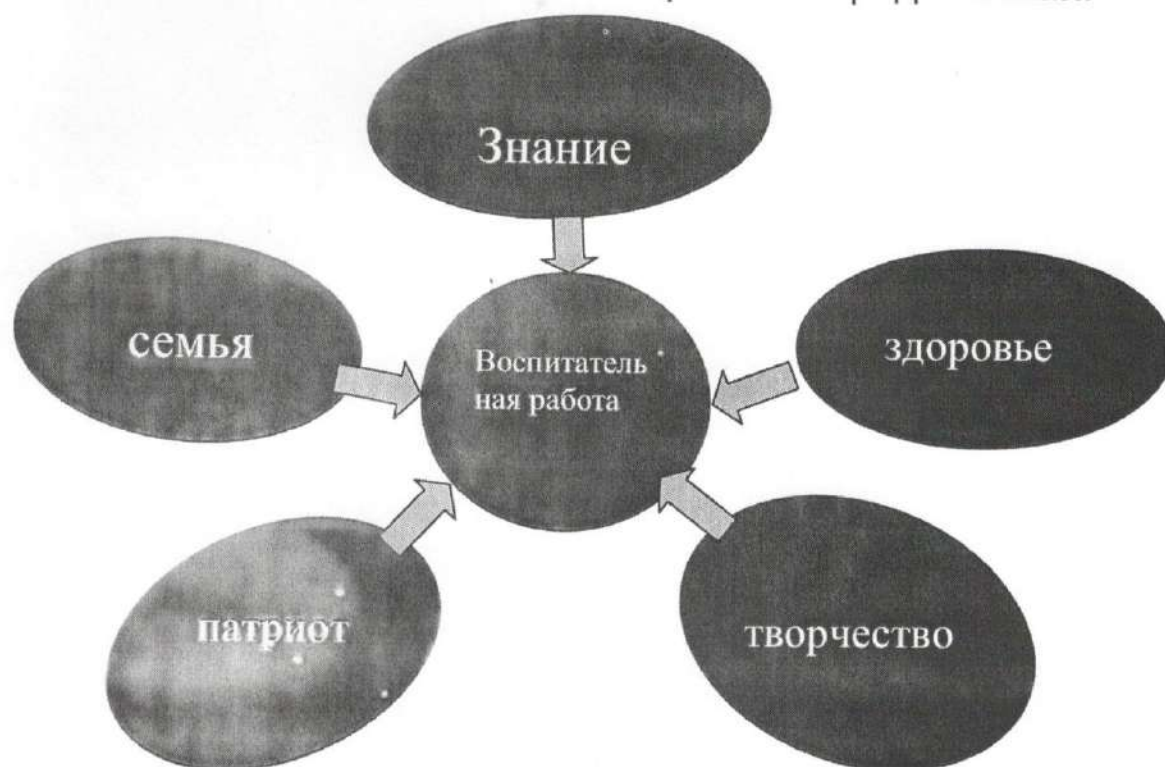 Знание
семья
здоровье
Воспитатель
ная работа
патриот
творчество